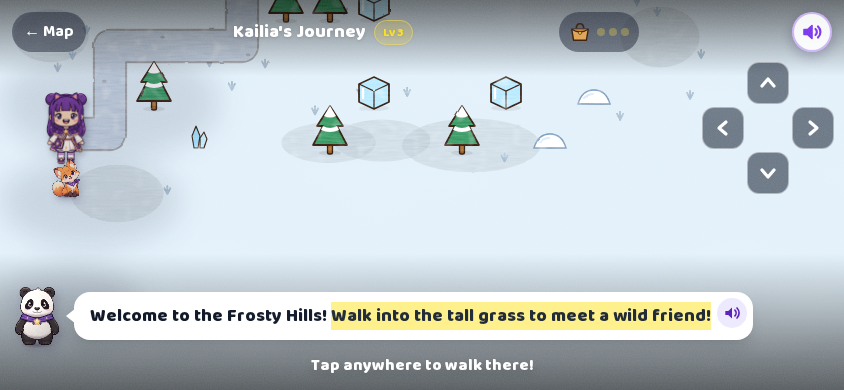 ← Map
Kailia's Journey
Lv 3
Welcome to the Frosty Hills! Walk into the tall grass to meet a wild friend!
Tap anywhere to walk there!